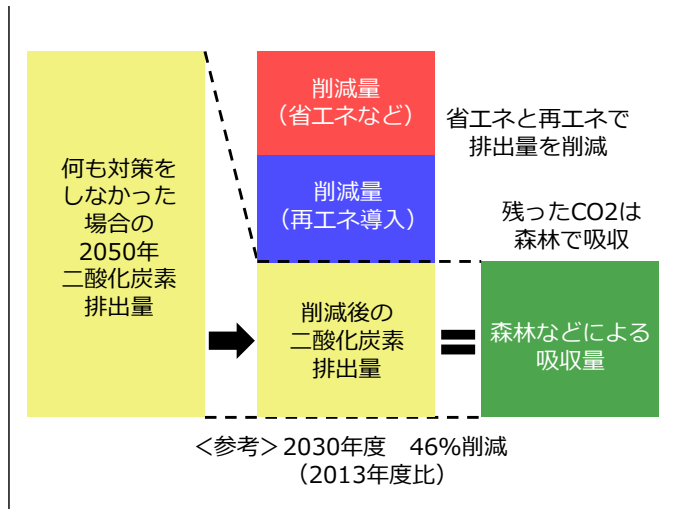 何も対策を
しなかった
場合の
2050年
二酸化炭素
排出量
削減量
（省エネなど）
削減量
（再エネ導入）
削減後の
二酸化炭素
排出量
省エネと再エネで
排出量を削減
残ったCO2は
森林で吸収
森林などによる
吸収量
＜参考＞2030年度　46%削減
（2013年度比）